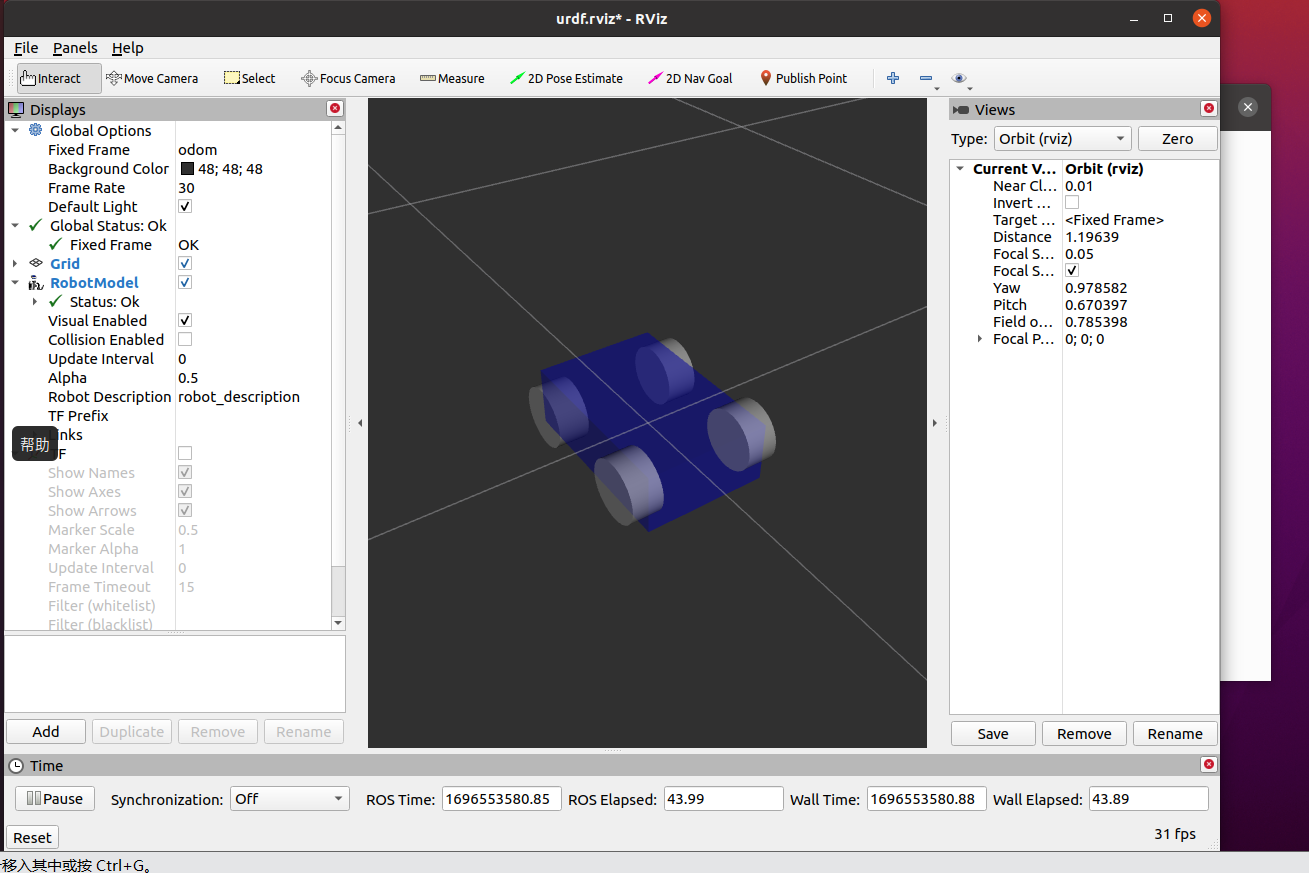 urdf.rviz* - RViz
File Panels Help
Interact Move Camera Select Focus Camera Measure 2D Pose Estimate 2D Nav Goal Publish Point
Displays
Global Options
Fixed Frame odom
Background Color 48; 48; 48
Frame Rate 30
Default Light
Global Status: Ok
Fixed Frame OK
Grid
RobotModel
Status: Ok
Visual Enabled
Collision Enabled
Update Interval 0
Alpha 0.5
Robot Description robot_description
TF Prefix
inks
帮助
F
Show Names
Show Axes
Show Arrows
Marker Scale 0.5
Marker Alpha 1
Update Interval 0
Frame Timeout 15
Filter (whitelist)
Filter (blacklist)
Add Duplicate Remove Rename
Views
Type: Orbit (rviz) Zero
Current V... Orbit (rviz)
Near Cl... 0.01
Invert ...
Target ... <Fixed Frame>
Distance 1.19639
Focal S... 0.05
Focal S...
Yaw 0.978582
Pitch 0.670397
Field o... 0.785398
Focal P... 0; 0; 0
Save Remove Rename
Time
Pause Synchronization: Off ROS Time: 1696553580.85 ROS Elapsed: 43.99 Wall Time: 1696553580.88 Wall Elapsed: 43.89
Reset 31 fps
移入其中或按 Ctrl+G。